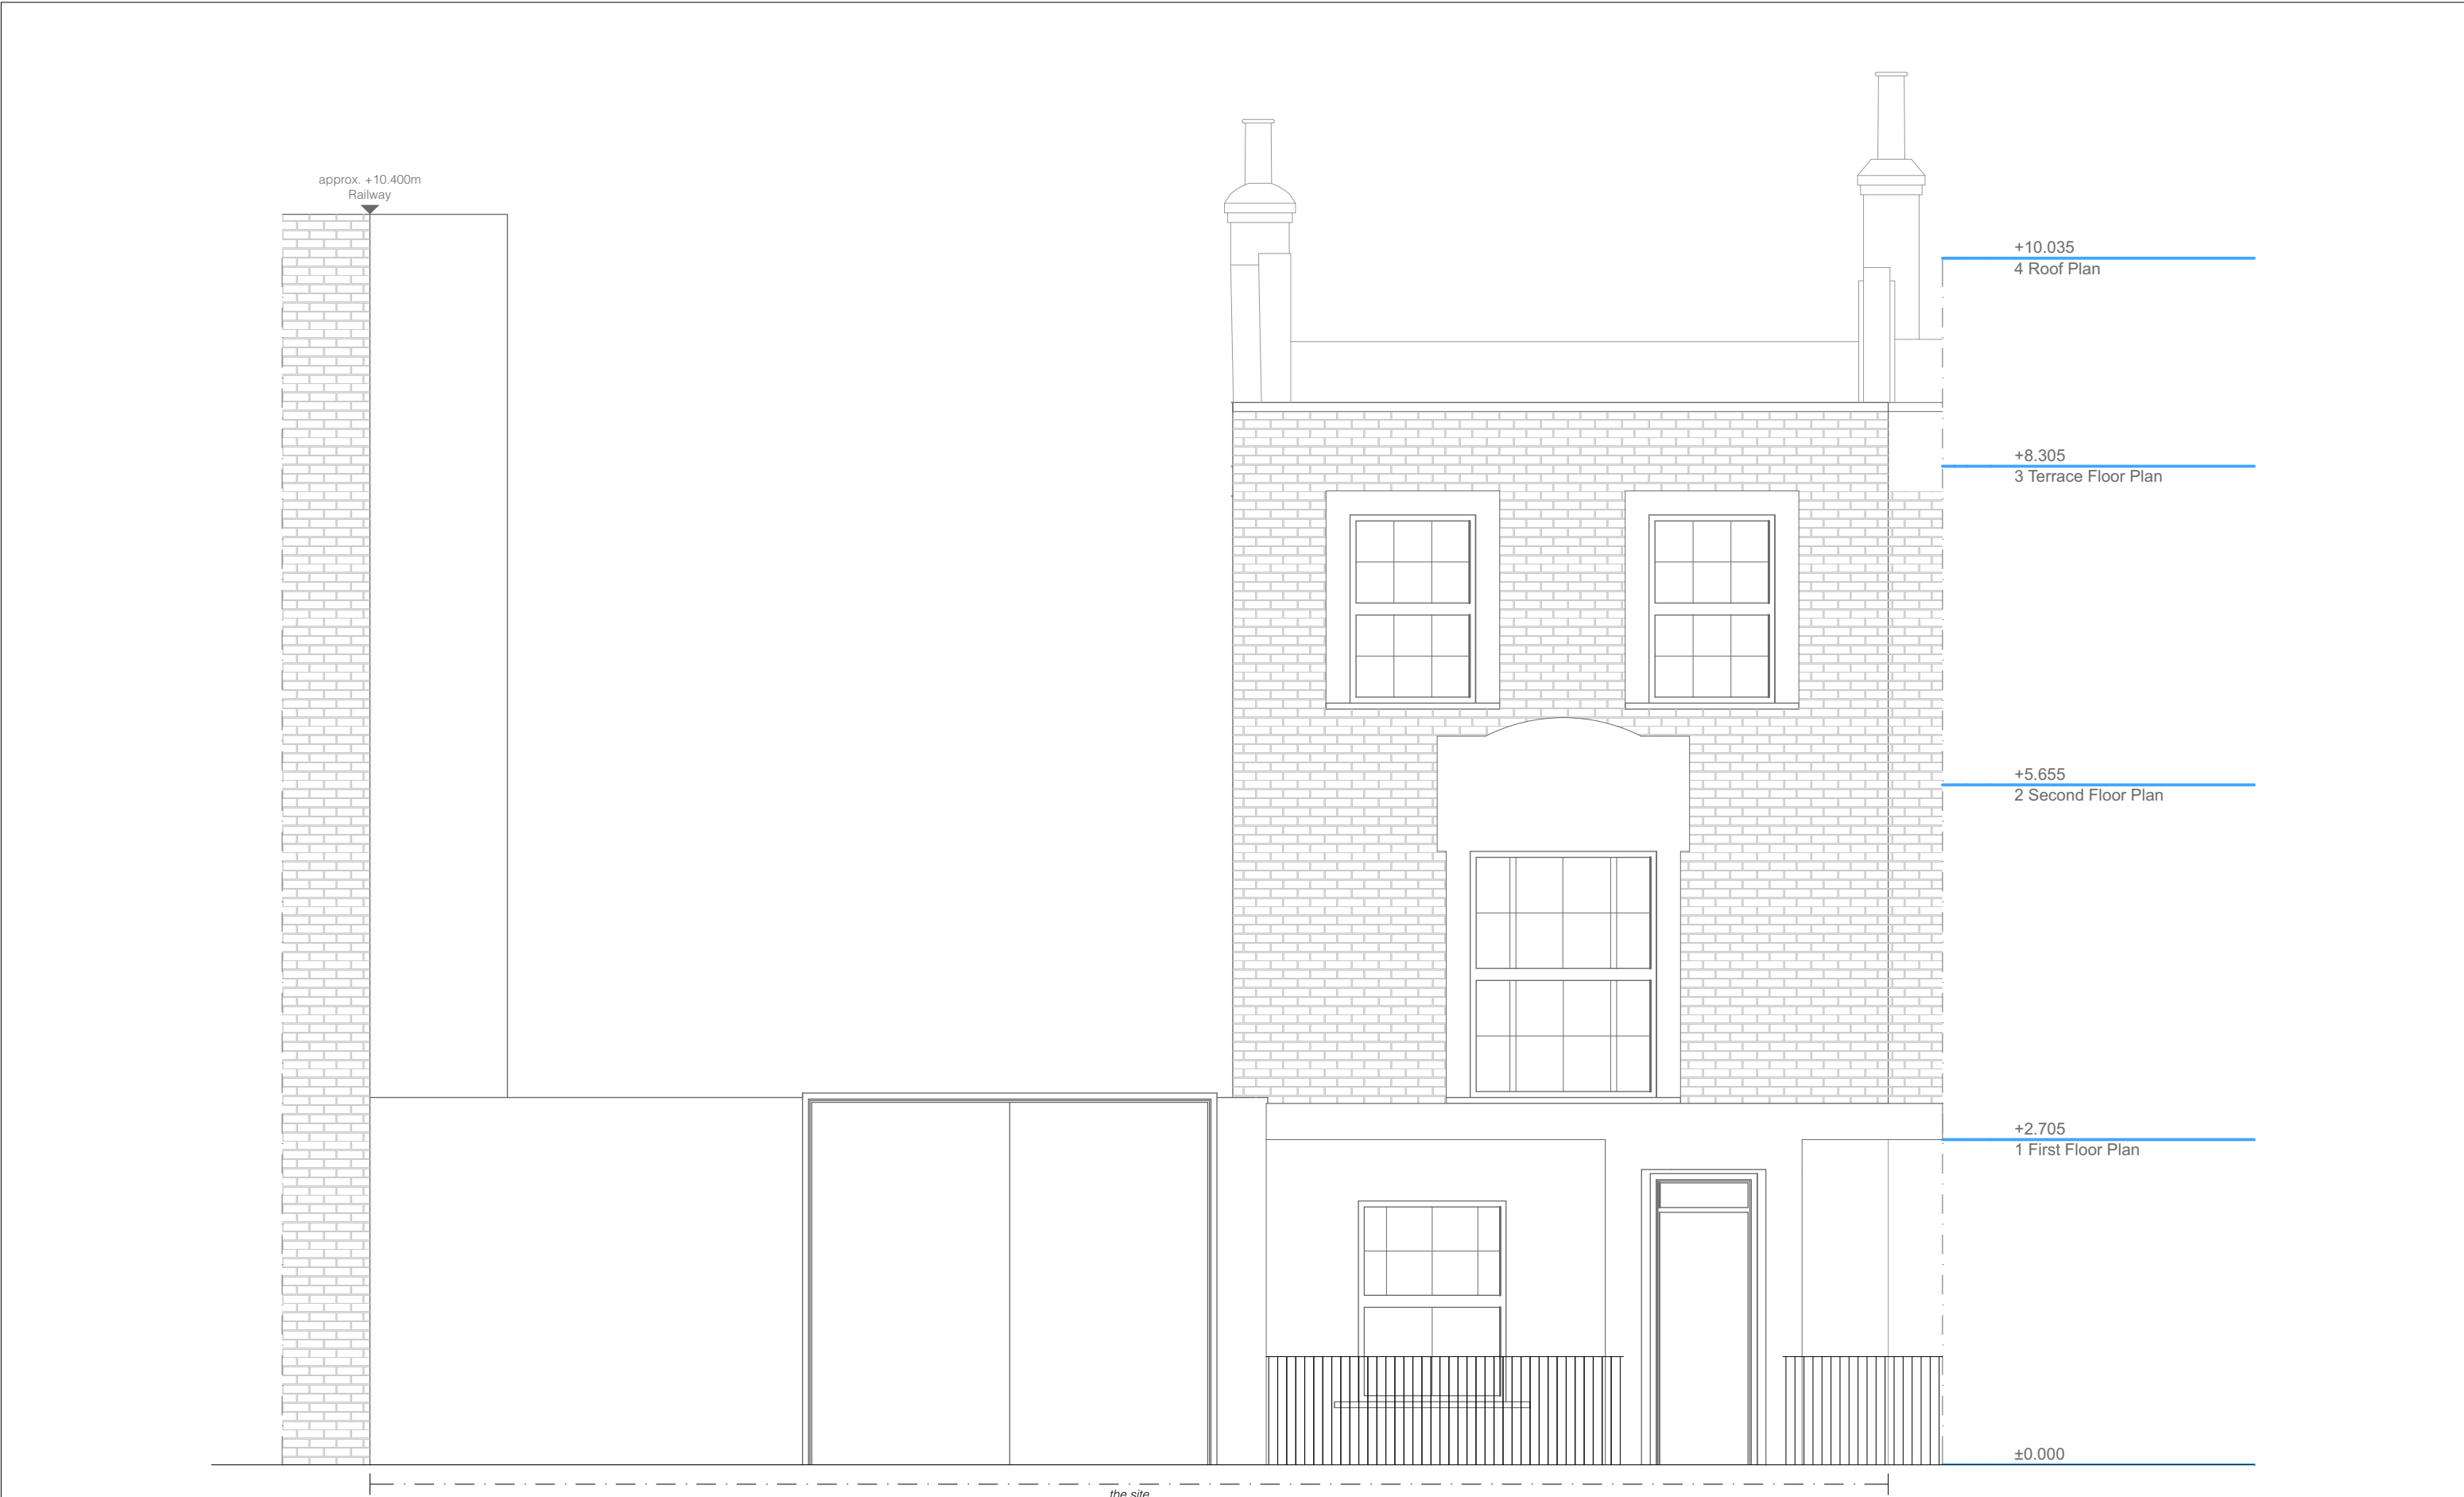 approx. +10.400m
Railway
+10.035
4 Roof Plan
+8.305
3 Terrace Floor Plan
+5.655
2 Second Floor Plan
+2.705
1 First Floor Plan
±0.000
the site